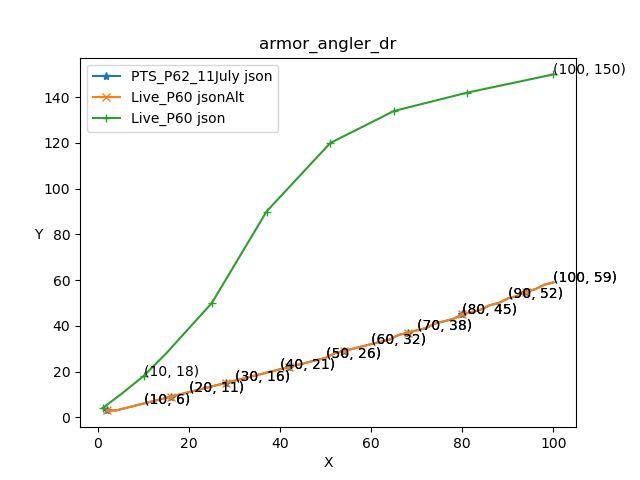 armor_angler_dr
PTS_P62_11July json
Live_P60 jsonAlt
Live_P60 json
(100, 150)
140
120
100
Y 80
60
40
20
0
(100, 59)
(90, 52)
(80, 45)
(70, 38)
(60, 32)
(50, 26)
(40, 21)
(30, 16)
(10, 18)
(20, 11)
(10, 6)
0 20 40 60 80 100
X